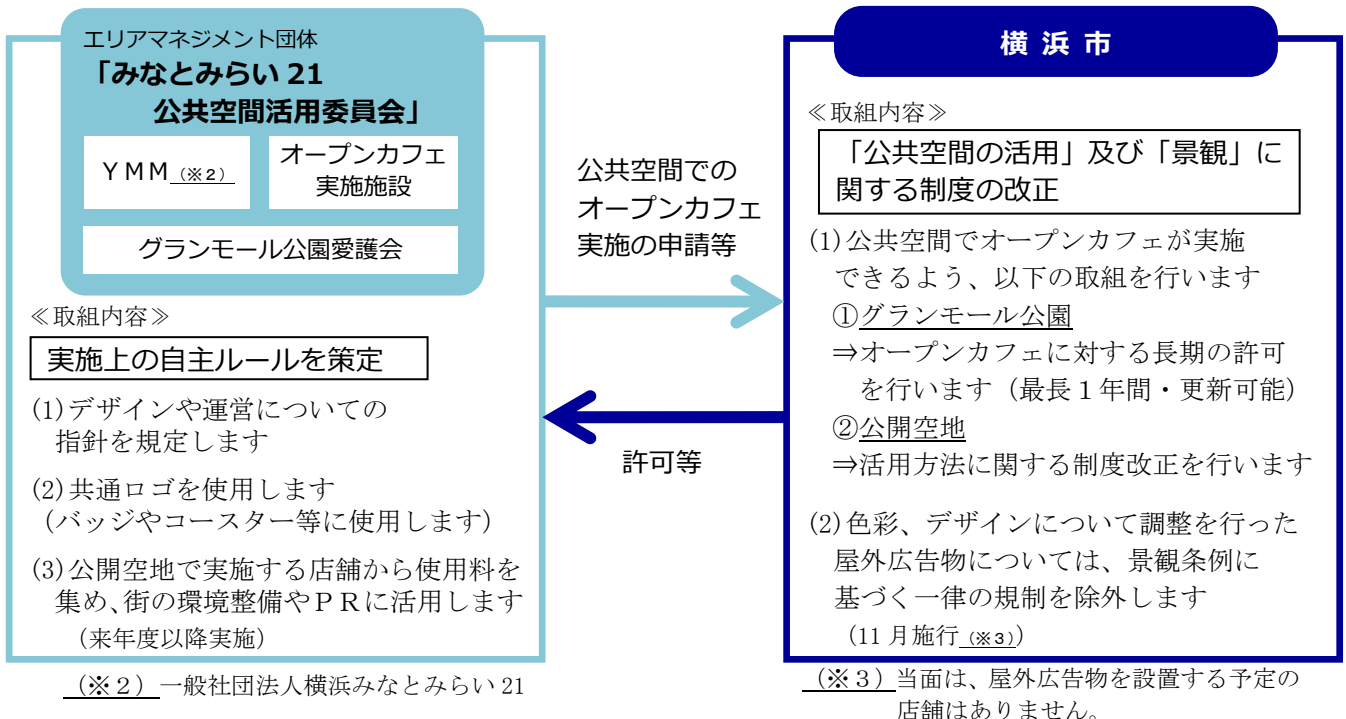 エリアマネジメント団体
「みなとみらい 21
公共空間活用委員会」
ＹＭＭ(※２)
オープンカフェ
実施施設
グランモール公園愛護会
≪取組内容≫
実施上の自主ルールを策定
(1)デザインや運営についての
指針を規定します
(2)共通ロゴを使用します
（バッジやコースター等に使用します）
(3)公開空地で実施する店舗から使用料を
集め、街の環境整備やＰＲに活用します
（来年度以降実施）
（※２）一般社団法人横浜みなとみらい 21
公共空間での
オープンカフェ
実施の申請等
許可等
横 浜 市
≪取組内容≫
「公共空間の活用」及び「景観」に
関する制度の改正
(1)公共空間でオープンカフェが実施
できるよう、以下の取組を行います
①グランモール公園
⇒オープンカフェに対する長期の許可
を行います（最長１年間・更新可能）
②公開空地
⇒活用方法に関する制度改正を行います
(2)色彩、デザインについて調整を行った
屋外広告物については、景観条例に
基づく一律の規制を除外します
（11 月施行(※３)）
（※３）当面は、屋外広告物を設置する予定の
店舗はありません。